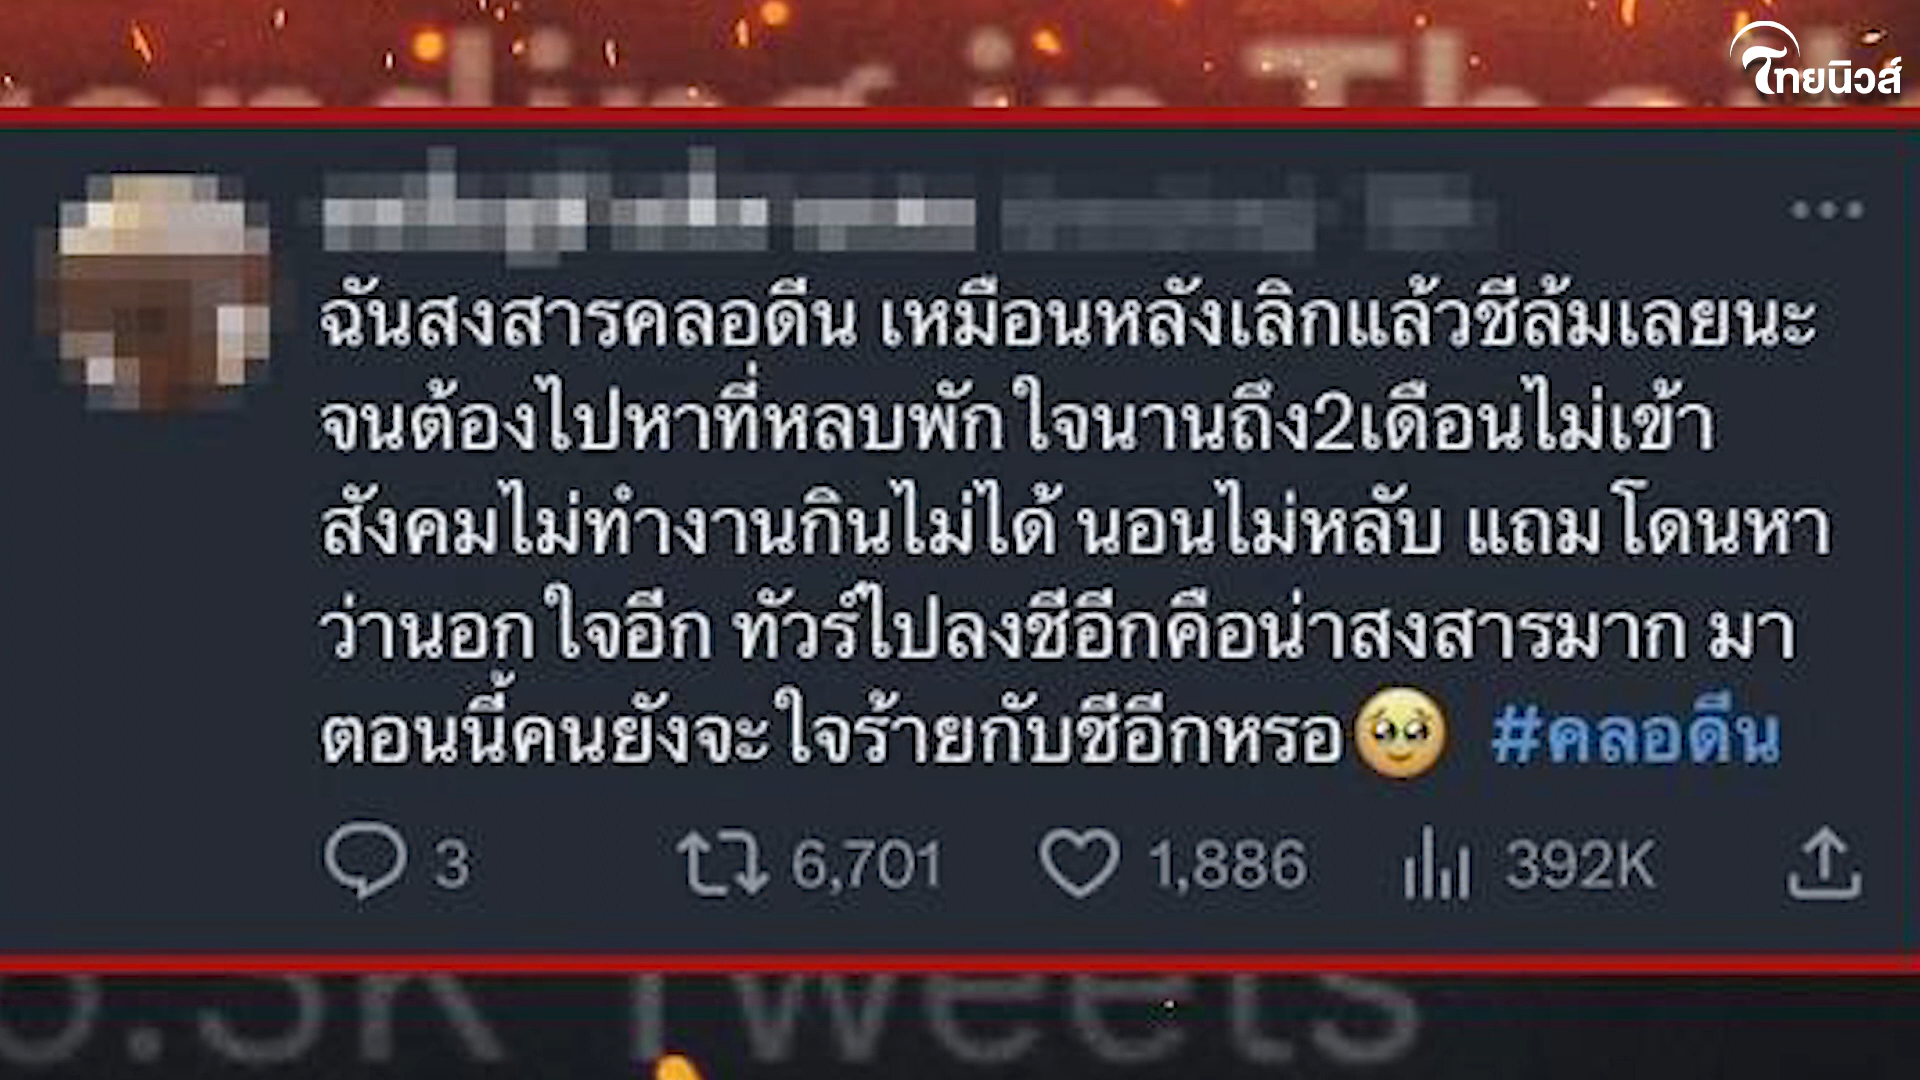 ไทยนิวส์
ฉันสงสารคลอดีน เหมือนหลังเลิกแล้วชีล้มเลยนะ
จนต้องไปหาที่หลบพักใจนานถึง2เดือนไม่เข้า
สังคมไม่ทำงานกินไม่ได้ นอนไม่หลับ แถมโดนหา
ว่านอกใจอีก ทัวร์ไปลงชีอีกคือน่าสงสารมาก มา
ตอนนี้คนยังจะใจร้ายกับชีอีกหรอ🥹 #คลอดีน
3 6,701 1,886 392K
.5K Tweets